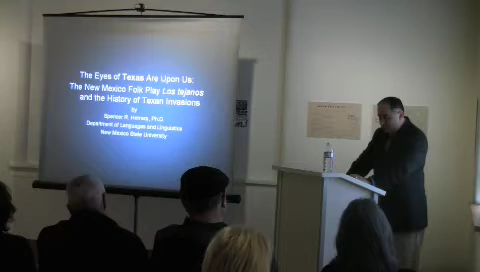 The Eyes of Texas Are Upon Us:
The New Mexico Folk Play Los tejanos
and the History of Texan Invasions
by
Spencer R. Herrera, Ph.D.
Department of Languages and Linguistics
New Mexico State University